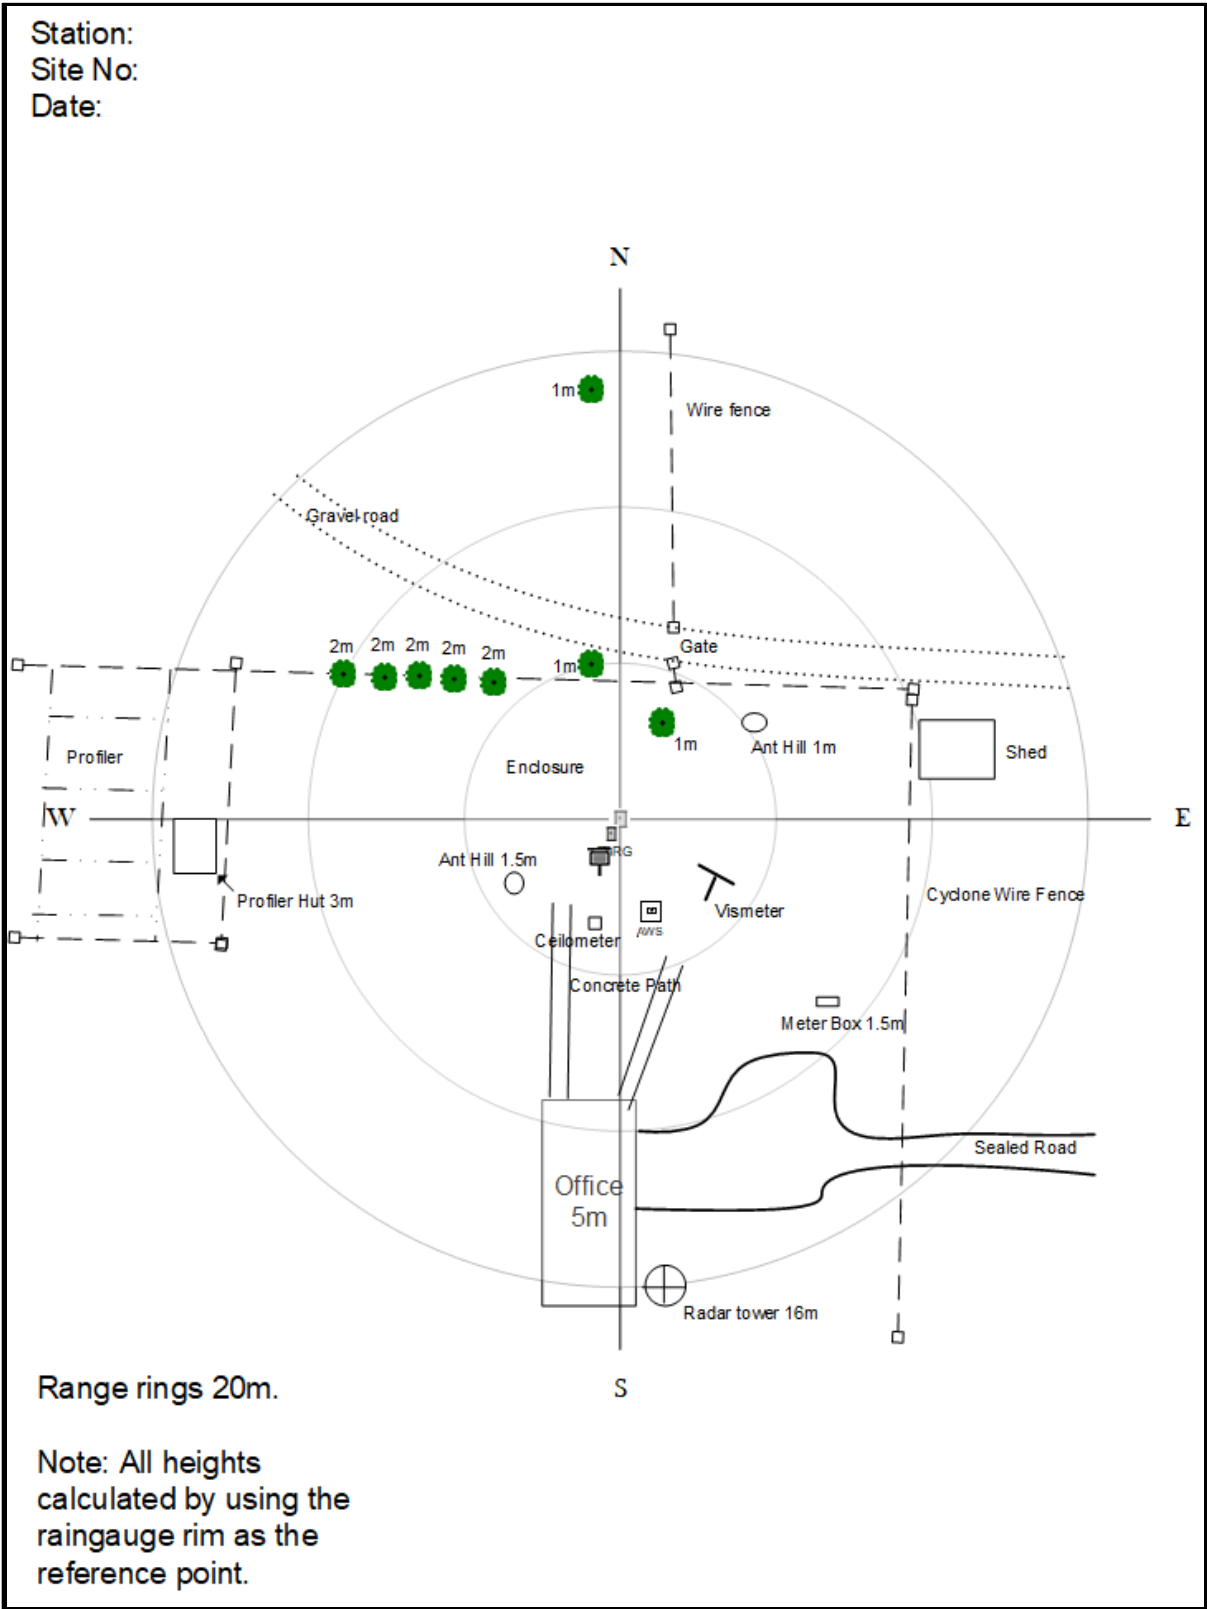 Station:
Site No:
Date:
N
1m
Wire fence
Gravel road
2m
2m
2m
2m
2m
1m
Gate
1m
Ant Hill 1m
Shed
Profiler
Enclosure
W
E
Ant Hill 1.5m
Profiler Hut 3m
Cyclone Wire Fence
Vismeter
AWS
Ceilometer
Concrete Path
Meter Box 1.5m
Sealed Road
Office
5m
Radar tower 16m
Range rings 20m.
S
Note: All heights
calculated by using the
raingauge rim as the
reference point.